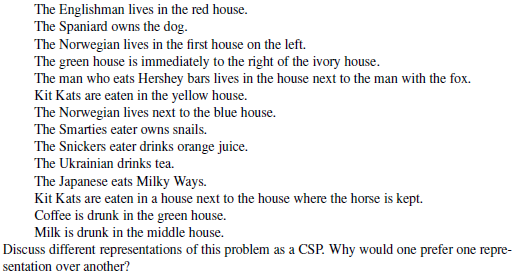 The Englishman lives in the red house.
The Spaniard owns the dog.
The Norwegian lives in the first house on the left.
The green house is immediately to the right of the ivory house.
The man who eats Hershey bars lives in the house next to the man with the fox.
Kit Kats are eaten in the yellow house.
The Norwegian lives next to the blue house.
The Smarties eater owns snails.
The Snickers eater drinks orange juice.
The Ukrainian drinks tea.
The Japanese eats Milky Ways.
Kit Kats are eaten in a house next to the house where the horse is kept.
Coffee is drunk in the green house.
Milk is drunk in the middle house.
Discuss different representations of this problem as a CSP. Why would one prefer one repre-
sentation over another?